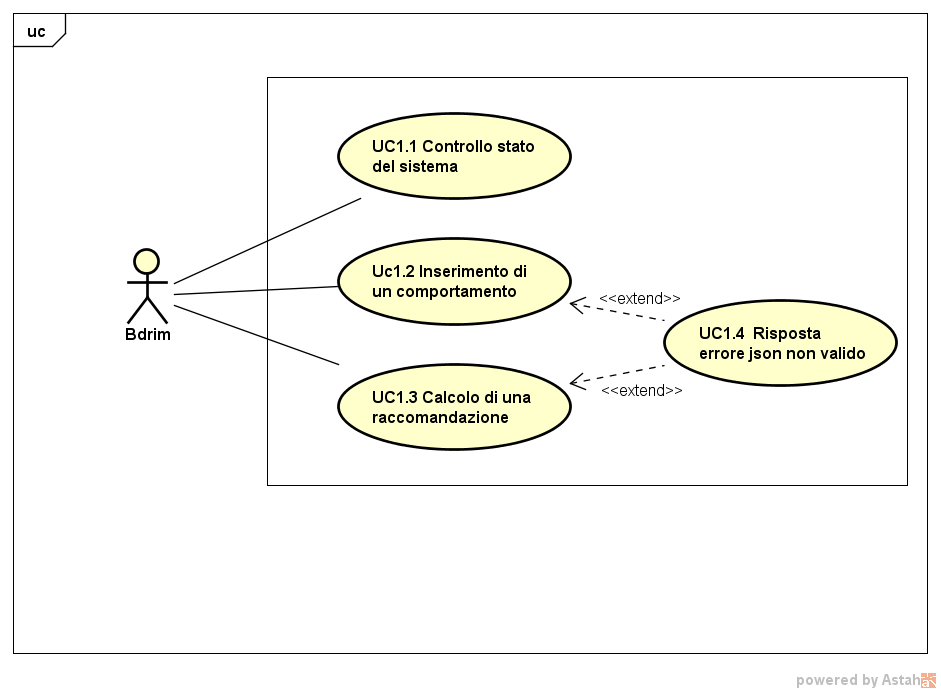 uc
UC1.1 Controllo stato
del sistema
Uc1.2 Inserimento di
un comportamento
<<extend>>
UC1.4  Risposta
errore json non valido
Bdrim
UC1.3 Calcolo di una
raccomandazione
<<extend>>
powered by Astah